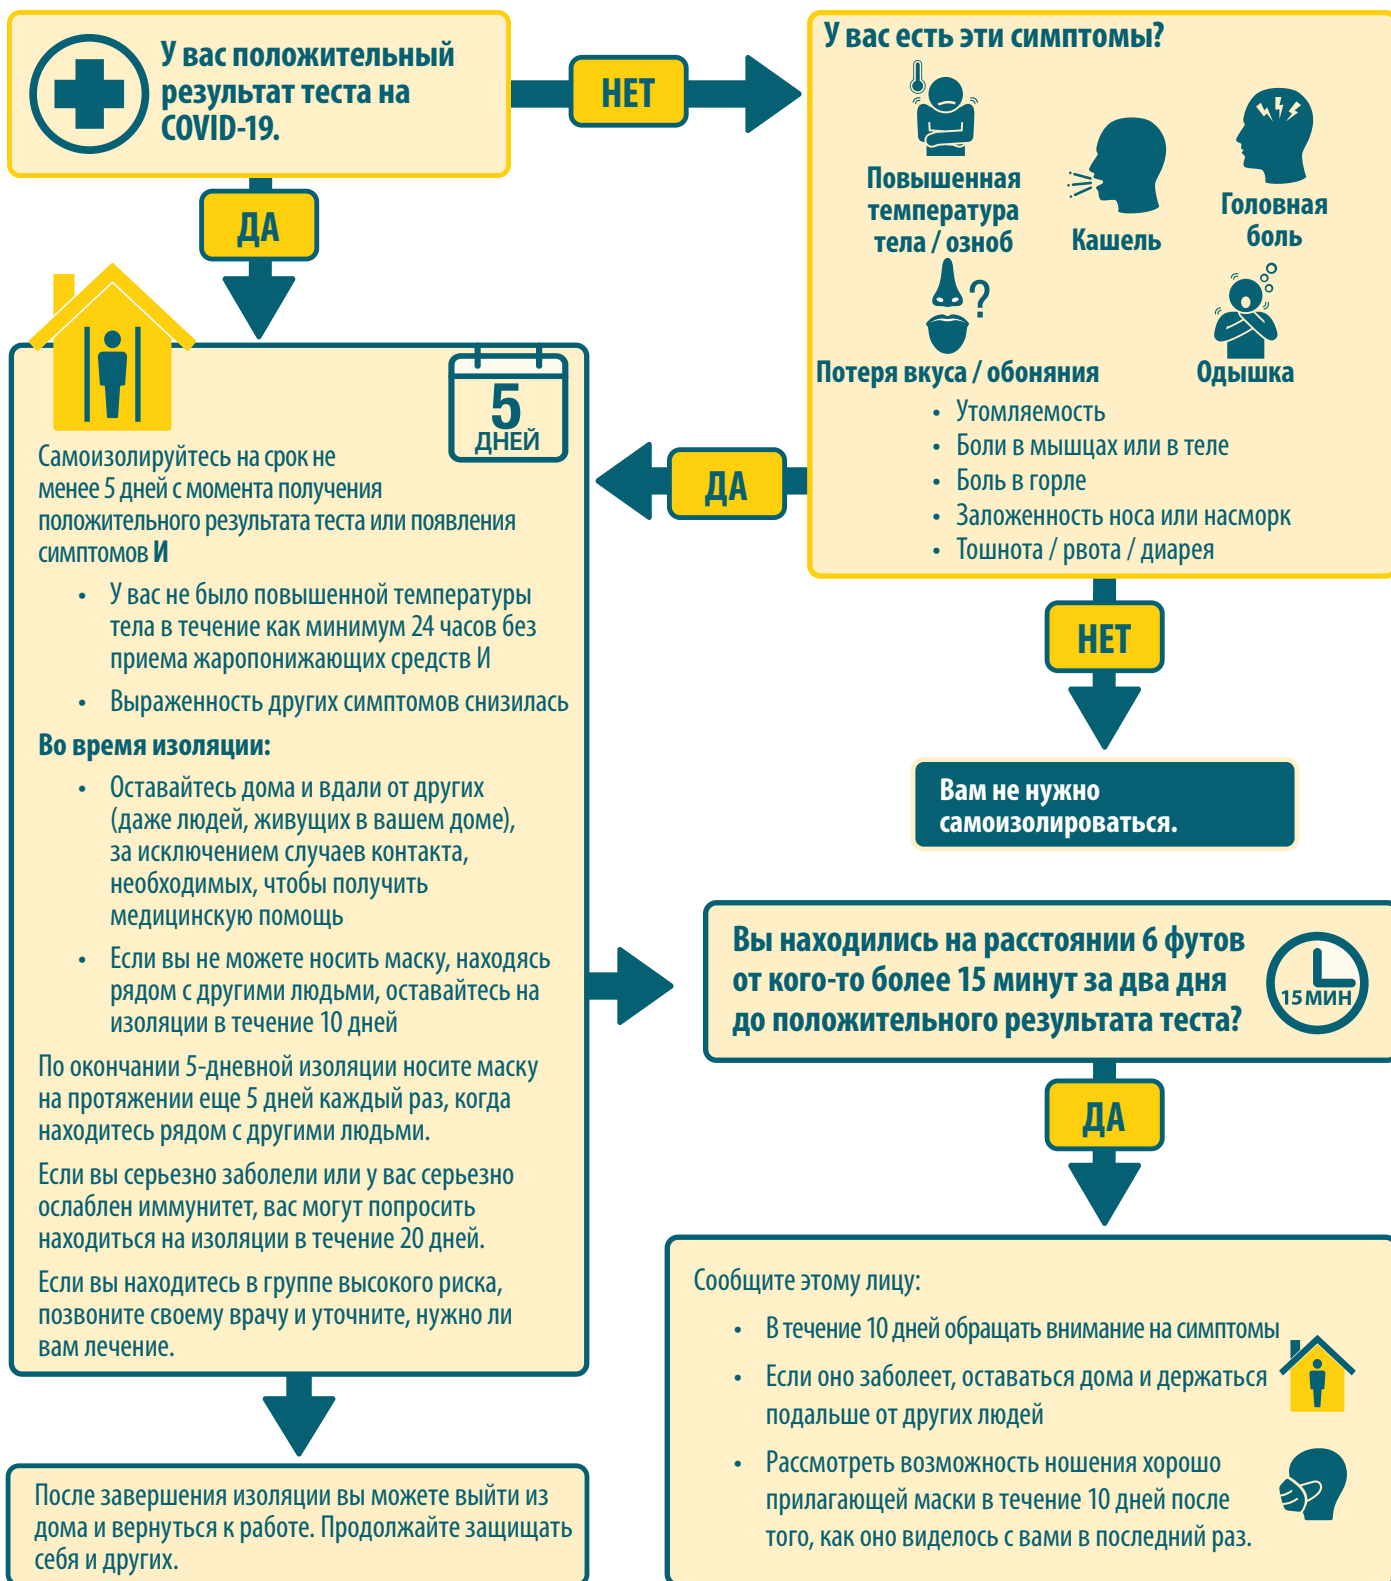 У вас положительный
результат теста на
COVID-19.
НЕТ
У вас есть эти симптомы?
Повышенная
температура
тела / озноб
Кашель
Головная
боль
?
Потеря вкуса / обоняния
Одышка
• Утомляемость
• Боли в мышцах или в теле
• Боль в горле
• Заложенность носа или насморк
• Тошнота / рвота / диарея
ДА
ДА
5
ДНЕЙ
Самоизолируйтесь на срок не
менее 5 дней с момента получения
положительного результата теста или появления
симптомов И
• У вас не было повышенной температуры
тела в течение как минимум 24 часов без
приема жаропонижающих средств И
• Выраженность других симптомов снизилась
Во время изоляции:
• Оставайтесь дома и вдали от других
(даже людей, живущих в вашем доме),
за исключением случаев контакта,
необходимых, чтобы получить
медицинскую помощь
• Если вы не можете носить маску, находясь
рядом с другими людьми, оставайтесь на
изоляции в течение 10 дней
По окончании 5-дневной изоляции носите маску
на протяжении еще 5 дней каждый раз, когда
находитесь рядом с другими людьми.
Если вы серьезно заболели или у вас серьезно
ослаблен иммунитет, вас могут попросить
находиться на изоляции в течение 20 дней.
Если вы находитесь в группе высокого риска,
позвоните своему врачу и уточните, нужно ли
вам лечение.
НЕТ
Вам не нужно
самоизолироваться.
Вы находились на расстоянии 6 футов
от кого-то более 15 минут за два дня
до положительного результата теста?
15 МИН
ДА
Сообщите этому лицу:
• В течение 10 дней обращать внимание на симптомы
• Если оно заболеет, оставаться дома и держаться
подальше от других людей
• Рассмотреть возможность ношения хорошо
прилагающей маски в течение 10 дней после
того, как оно виделось с вами в последний раз.
После завершения изоляции вы можете выйти из
дома и вернуться к работе. Продолжайте защищать
себя и других.